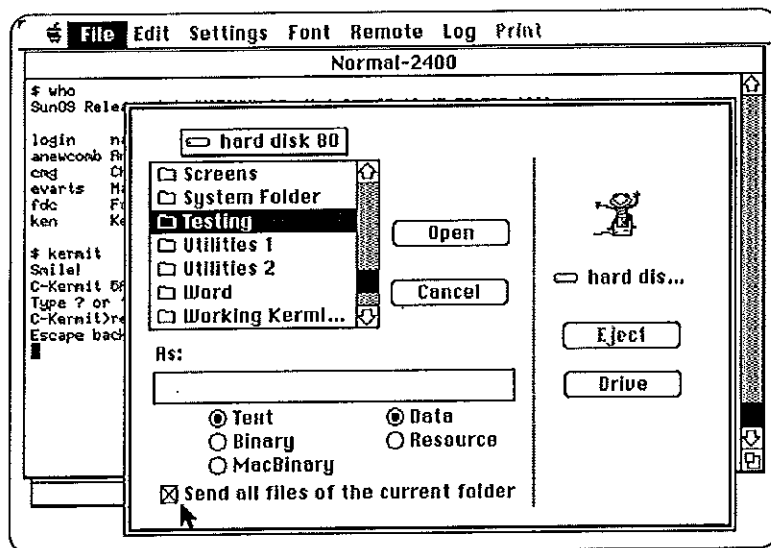 File Edit Settings Font Remote Log Print
Normal-2400
$ who
SunOS Rele
login
anewcomb
cmg
evarts
fdc
ken
$ kermit
Smile!
C-Kermit
Type ? or
C-Kermit>re
Escape back
hard disk 80
Screens
System Folder
Testing
Utilities 1
Utilities 2
Word
Working Kermi...
Open
Cancel
hard dis...
Eject
Drive
As:
Text
Data
Binary
Resource
MacBinary
Send all files of the current folder